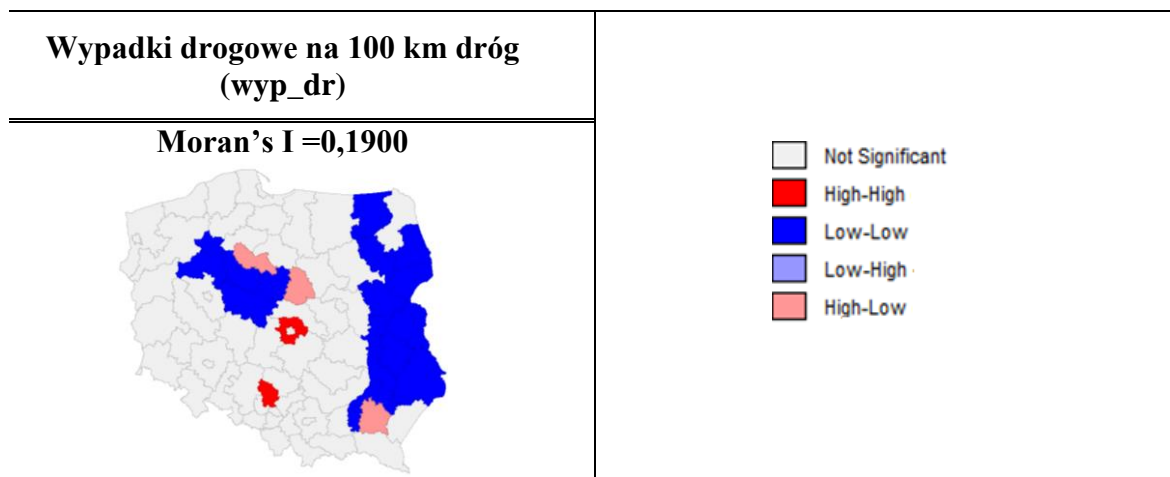 Wypadki drogowe na 100 km dróg
(wyp_dr)
Moran’s I =0,1900
Not Significant
High-High
Low-Low
Low-High
High-Low